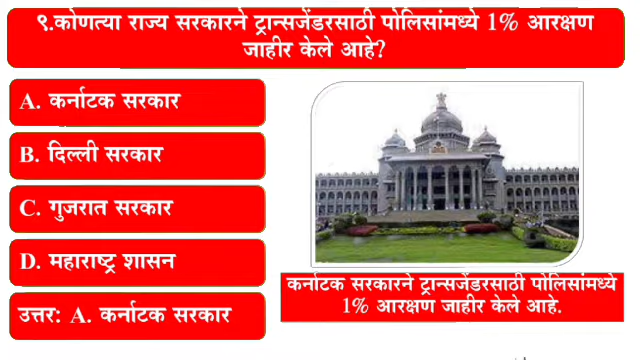 ९.कोणत्या राज्य सरकारने ट्रान्सजेंडरसाठी पोलिसांमध्ये 1% आरक्षण
जाहीर केले आहे?
A. कर्नाटक सरकार
B. दिल्ली सरकार
C. गुजरात सरकार
D. महाराष्ट्र शासन
उत्तर: A. कर्नाटक सरकार
कर्नाटक सरकारने ट्रान्सजेंडरसाठी पोलिसांमध्ये
1% आरक्षण जाहीर केले आहे.